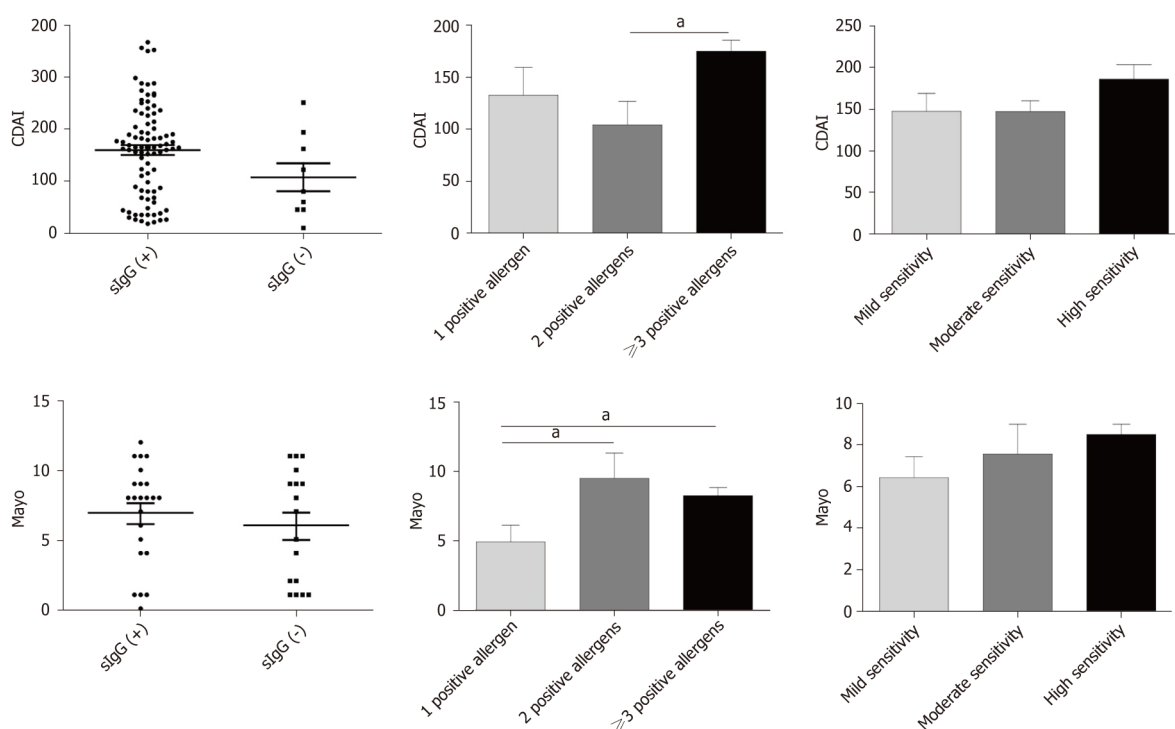 200
300
200
100
0
CDAI
sIgG (+)
sIgG (-)
200
150
100
50
0
CDAI
a
1 positive allergen
2 positive allergens
⩾3 positive allergens
250
200
150
100
50
0
CDAI
Mild sensitivity
Moderate sensitivity
High sensitivity
15
10
5
0
Mayo
sIgG (+)
sIgG (-)
15
10
5
0
Mayo
a
a
1 positive allergen
2 positive allergens
⩾3 positive allergens
10
8
6
4
2
0
Mayo
Mild sensitivity
Moderate sensitivity
High sensitivity